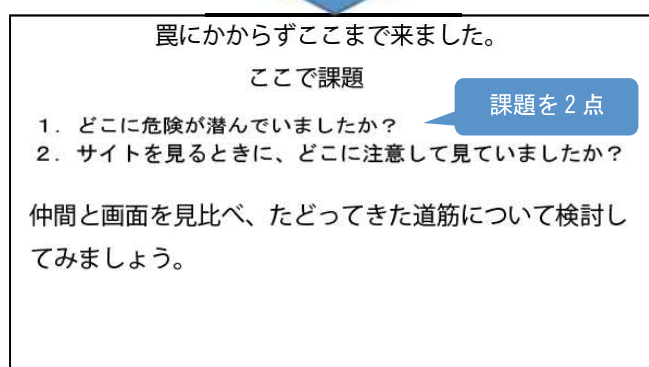 罠にかからずここまで来ました。
ここで課題
課題を2点
1．どこに危険が潜んでいましたか？
2．サイトを見るときに、どこに注意して見ていましたか？
仲間と画面を見比べ、たどってきた道筋について検討し
てみましょう。